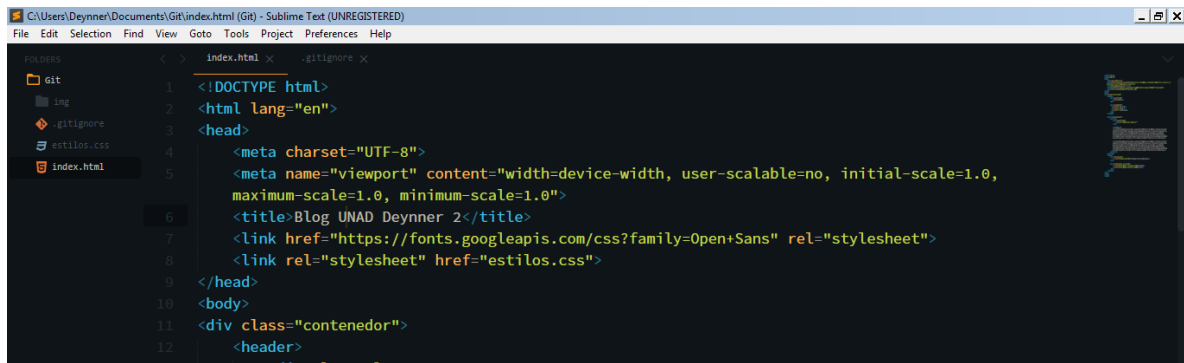 C:\Users\Deynner\Documents\Git\index.html (Git) - Sublime Text (UNREGISTERED)
File Edit Selection Find View Goto Tools Project Preferences Help
FOLDERS
Git
img
.gitignore
estilos.css
index.html
index.html .gitignore
1 <!DOCTYPE html>
2 <html lang="en">
3 <head>
4 <meta charset="UTF-8">
5 <meta name="viewport" content="width=device-width, user-scalable=no, initial-scale=1.0,
maximum-scale=1.0, minimum-scale=1.0">
6 <title>Blog UNAD Deynner 2</title>
7 <link href="https://fonts.googleapis.com/css?family=Open+Sans" rel="stylesheet">
8 <link rel="stylesheet" href="estilos.css">
9 </head>
10 <body>
11 <div class="contenedor">
12 <header>